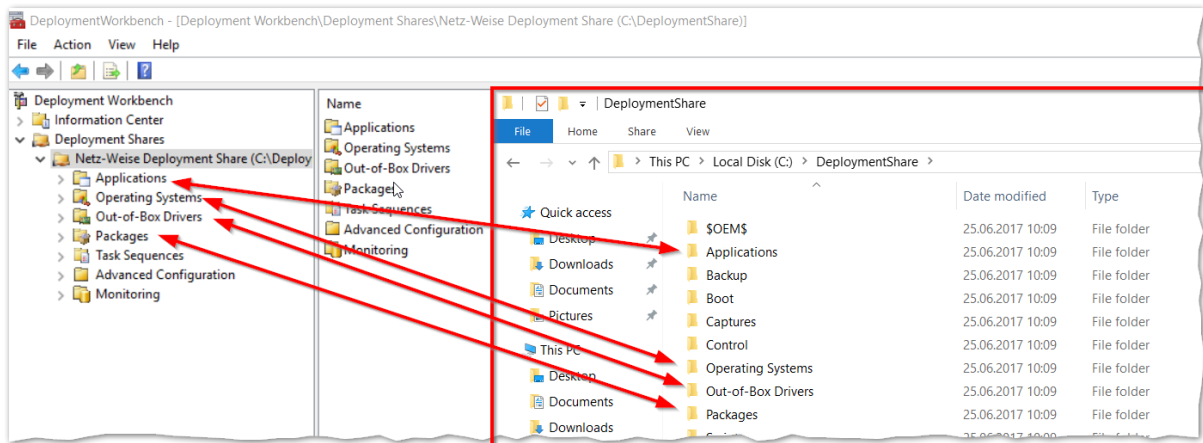 DeploymentWorkbench - [Deployment Workbench\Deployment Shares\Netz-Weise Deployment Share (C:\DeploymentShare)]
File Action View Help
Deployment Workbench
Information Center
Deployment Shares
Netz-Weise Deployment Share (C:\Deploy
Applications
Operating Systems
Out-of-Box Drivers
Packages
Task Sequences
Advanced Configuration
Monitoring
Name
Applications
Operating Systems
Out-of-Box Drivers
Packages
Task Sequences
Advanced Configuration
Monitoring
DeploymentShare
File Home Share View
This PC > Local Disk (C:) > DeploymentShare >
Quick access
Desktop
Downloads
Documents
Pictures
This PC
Desktop
Documents
Downloads
Name Date modified Type
$OEM$ 25.06.2017 10:09 File folder
Applications 25.06.2017 10:09 File folder
Backup 25.06.2017 10:09 File folder
Boot 25.06.2017 10:09 File folder
Captures 25.06.2017 10:09 File folder
Control 25.06.2017 10:09 File folder
Operating Systems 25.06.2017 10:09 File folder
Out-of-Box Drivers 25.06.2017 10:09 File folder
Packages 25.06.2017 10:09 File folder